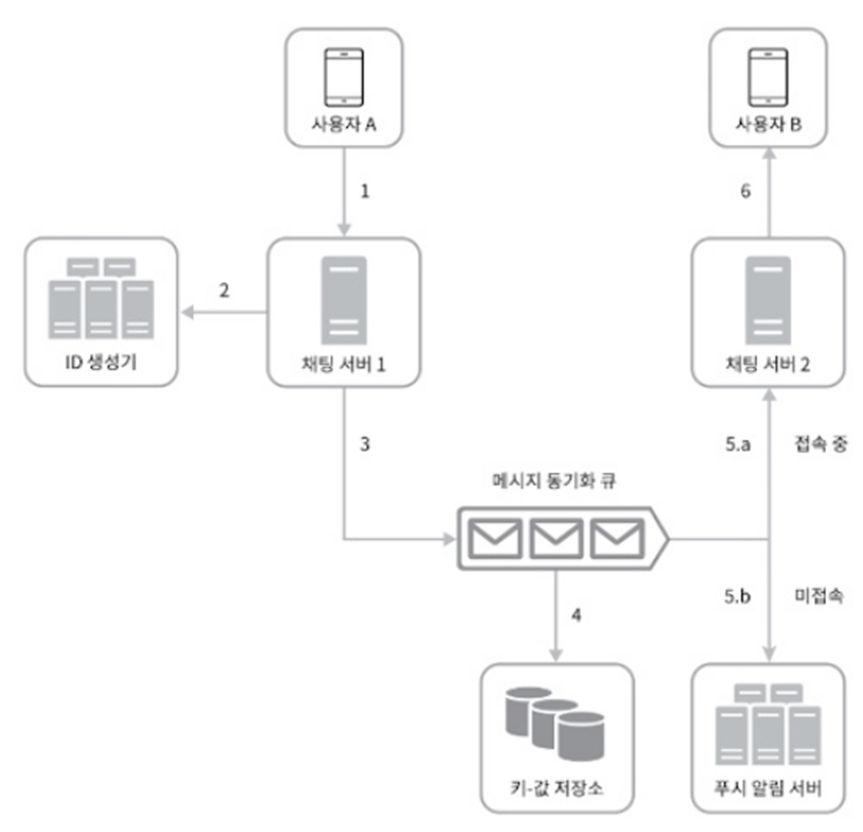 사용자 A
사용자 B
1
6
2
ID 생성기
채팅 서버 1
채팅 서버 2
3
5.a
접속 중
메시지 동기화 큐
5.b
미접속
4
키-값 저장소
푸시 알림 서버